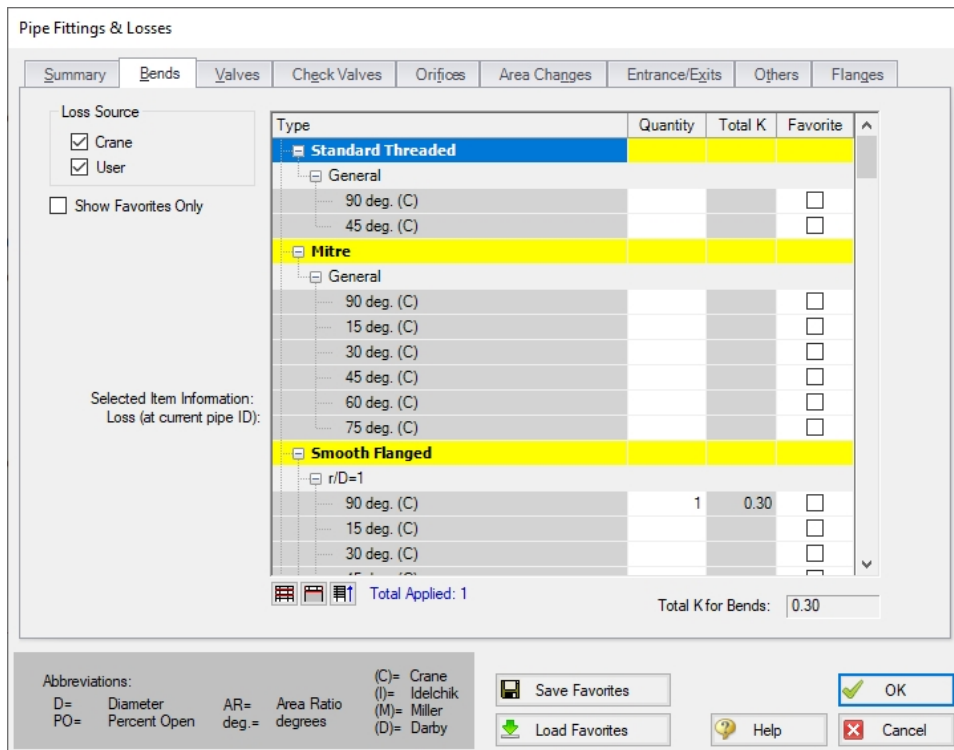 Pipe Fittings & Losses
Summary Bends Valves Check Valves Orifices Area Changes Entrance/Exits Others Flanges
Loss Source
Crane
User
Show Favorites Only
Selected Item Information:
Loss (at current pipe ID):
Type Quantity Total K Favorite
Standard Threaded
General
90 deg. (C)
45 deg. (C)
Mitre
General
90 deg. (C)
15 deg. (C)
30 deg. (C)
45 deg. (C)
60 deg. (C)
75 deg. (C)
Smooth Flanged
r/D=1
90 deg. (C) 1 0.30
15 deg. (C)
30 deg. (C)
Total Applied: 1
Total K for Bends: 0.30
Abbreviations:
D= Diameter AR= Area Ratio
PO= Percent Open deg.= degrees
(C)= Crane
(I)= Idelchik
(M)= Miller
(D)= Darby
Save Favorites
Load Favorites
Help
OK
Cancel